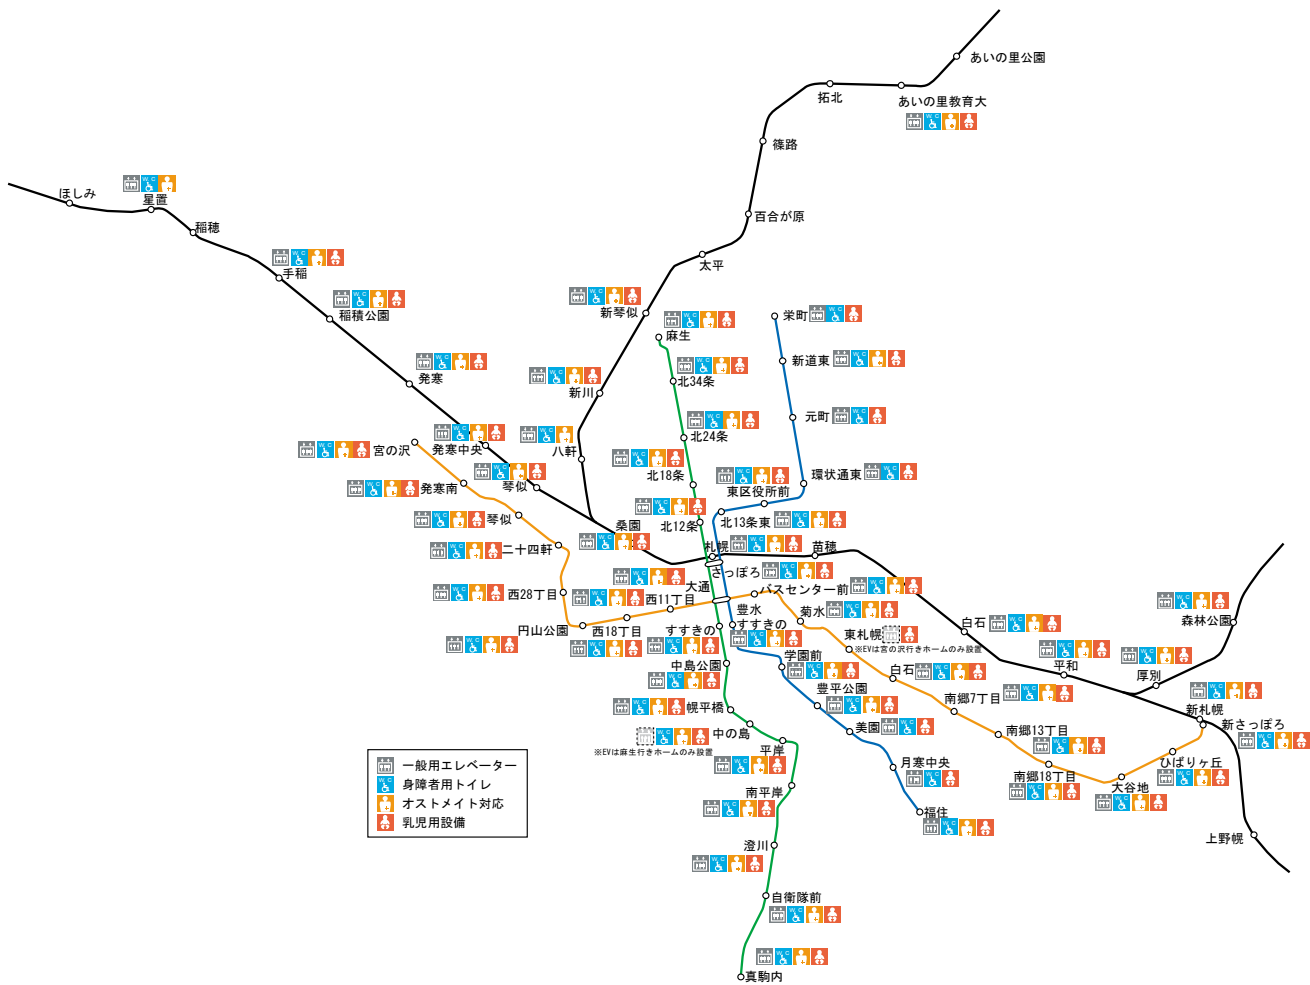 あいの里公園
拓北
あいの里教育大
篠路
ほしみ
星置
稲穂
百合が原
太平
手稲
稲積公園
新琴似
麻生
栄町
新道東
発寒
北34条
新川
元町
宮の沢
発寒中央
八軒
北24条
環状通東
発寒南
琴似
北18条
東区役所前
琴似
桑園
北12条
北13条東
二十四軒
札幌
苗穂
さっぽろ
西28丁目
西11丁目
大通
バスセンター前
円山公園
西18丁目
すすきの
豊水
すすきの
菊水
東札幌
※EVは宮の沢行きホームのみ設置
白石
森林公園
中島公園
学園前
白石
平和
厚別
幌平橋
豊平公園
南郷7丁目
新札幌
中の島
※EVは麻生行きホームのみ設置
美園
南郷13丁目
新さっぽろ
平岸
月寒中央
南郷18丁目
大谷地
ひばりヶ丘
南平岸
福住
上野幌
澄川
自衛隊前
真駒内
一般用エレベーター
WC 身障者用トイレ
オストメイト対応
乳児用設備